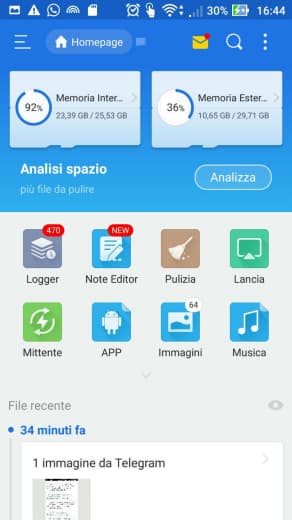 30% 16:44
Homepage
92%
Memoria Inter...
23,39 GB / 25,53 GB
36%
Memoria Ester...
10,65 GB / 29,71 GB
Analisi spazio
più file da pulire
Analizza
470
NEW
Logger
Note Editor
Pulizia
Lancia
64
Mittente
APP
Immagini
Musica
File recente
34 minuti fa
1 immagine da Telegram